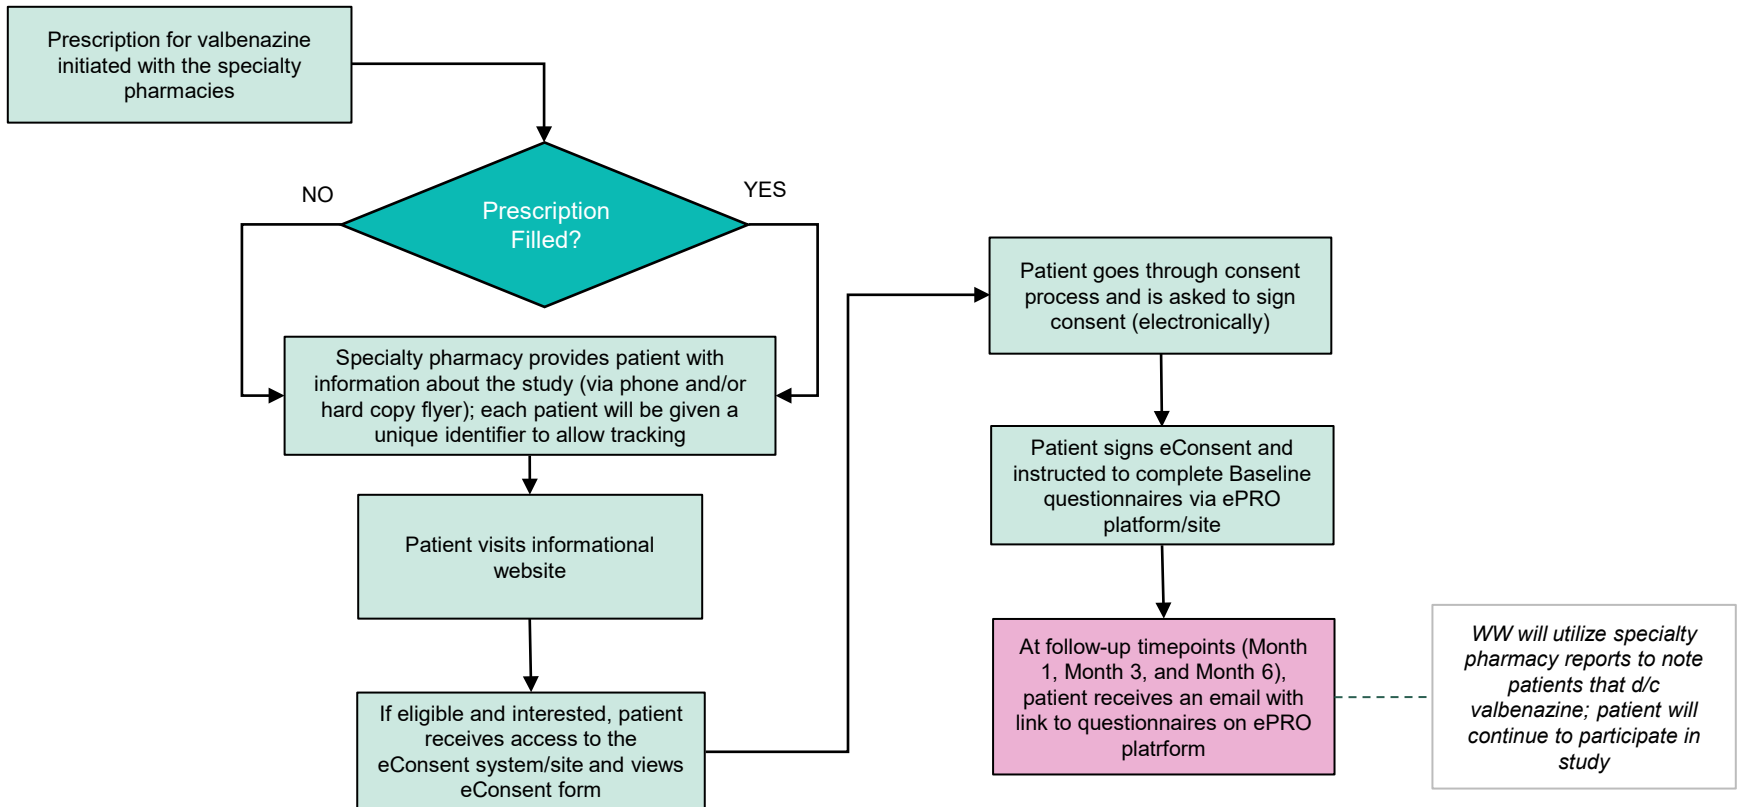 Prescription for valbenazine
initiated with the specialty
pharmacies
NO
YES
Prescription
Filled?
Specialty pharmacy provides patient with
information about the study (via phone and/or
hard copy flyer); each patient will be given a
unique identifier to allow tracking
Patient visits informational
website
If eligible and interested, patient
receives access to the
eConsent system/site and views
eConsent form
Patient goes through consent
process and is asked to sign
consent (electronically)
Patient signs eConsent and
instructed to complete Baseline
questionnaires via ePRO
platform/site
At follow-up timepoints (Month
1, Month 3, and Month 6),
patient receives an email with
link to questionnaires on ePRO
platrform
WW will utilize specialty
pharmacy reports to note
patients that d/c
valbenazine; patient will
continue to participate in
study